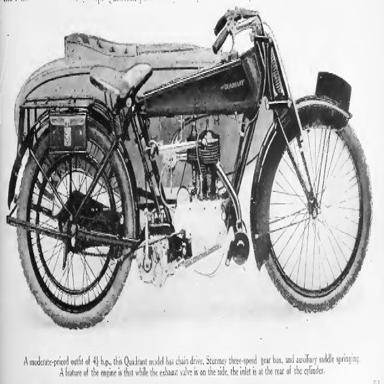 QUADRANT
A moderate-priced outfit of 4½ h.p., this Quadrant model has chain drive, Sturmey three-speed gear box, and auxiliary saddle springing.
A feature of the engine is that while the exhaust valve is on the side, the inlet is at the rear of the cylinder.